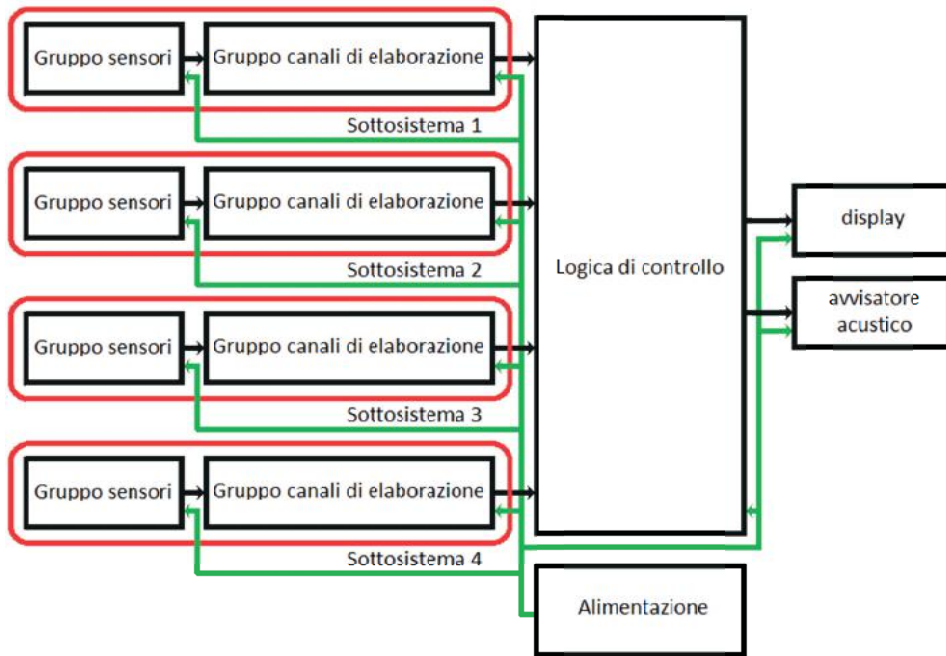 Gruppo sensori
Gruppo canali di elaborazione
Sottosistema 1
Gruppo sensori
Gruppo canali di elaborazione
Sottosistema 2
Gruppo sensori
Gruppo canali di elaborazione
Sottosistema 3
Gruppo sensori
Gruppo canali di elaborazione
Sottosistema 4
Logica di controllo
display
avvisatore
acustico
Alimentazione